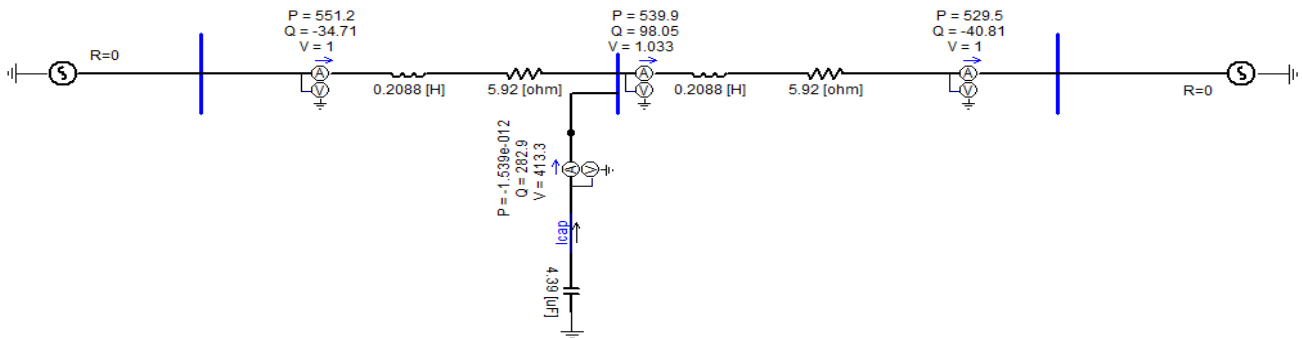 P = 551.2
Q = -34.71
V = 1
P = 539.9
Q = 98.05
V = 1.033
P = 529.5
Q = -40.81
V = 1
R=0
S
A
V
0.2088 [H]
5.92 [ohm]
A
V
0.2088 [H]
5.92 [ohm]
A
V
S
R=0
P = -1.539e-012
Q = 282.9
V = 413.3
A
V
Icap
4.39 [uF]